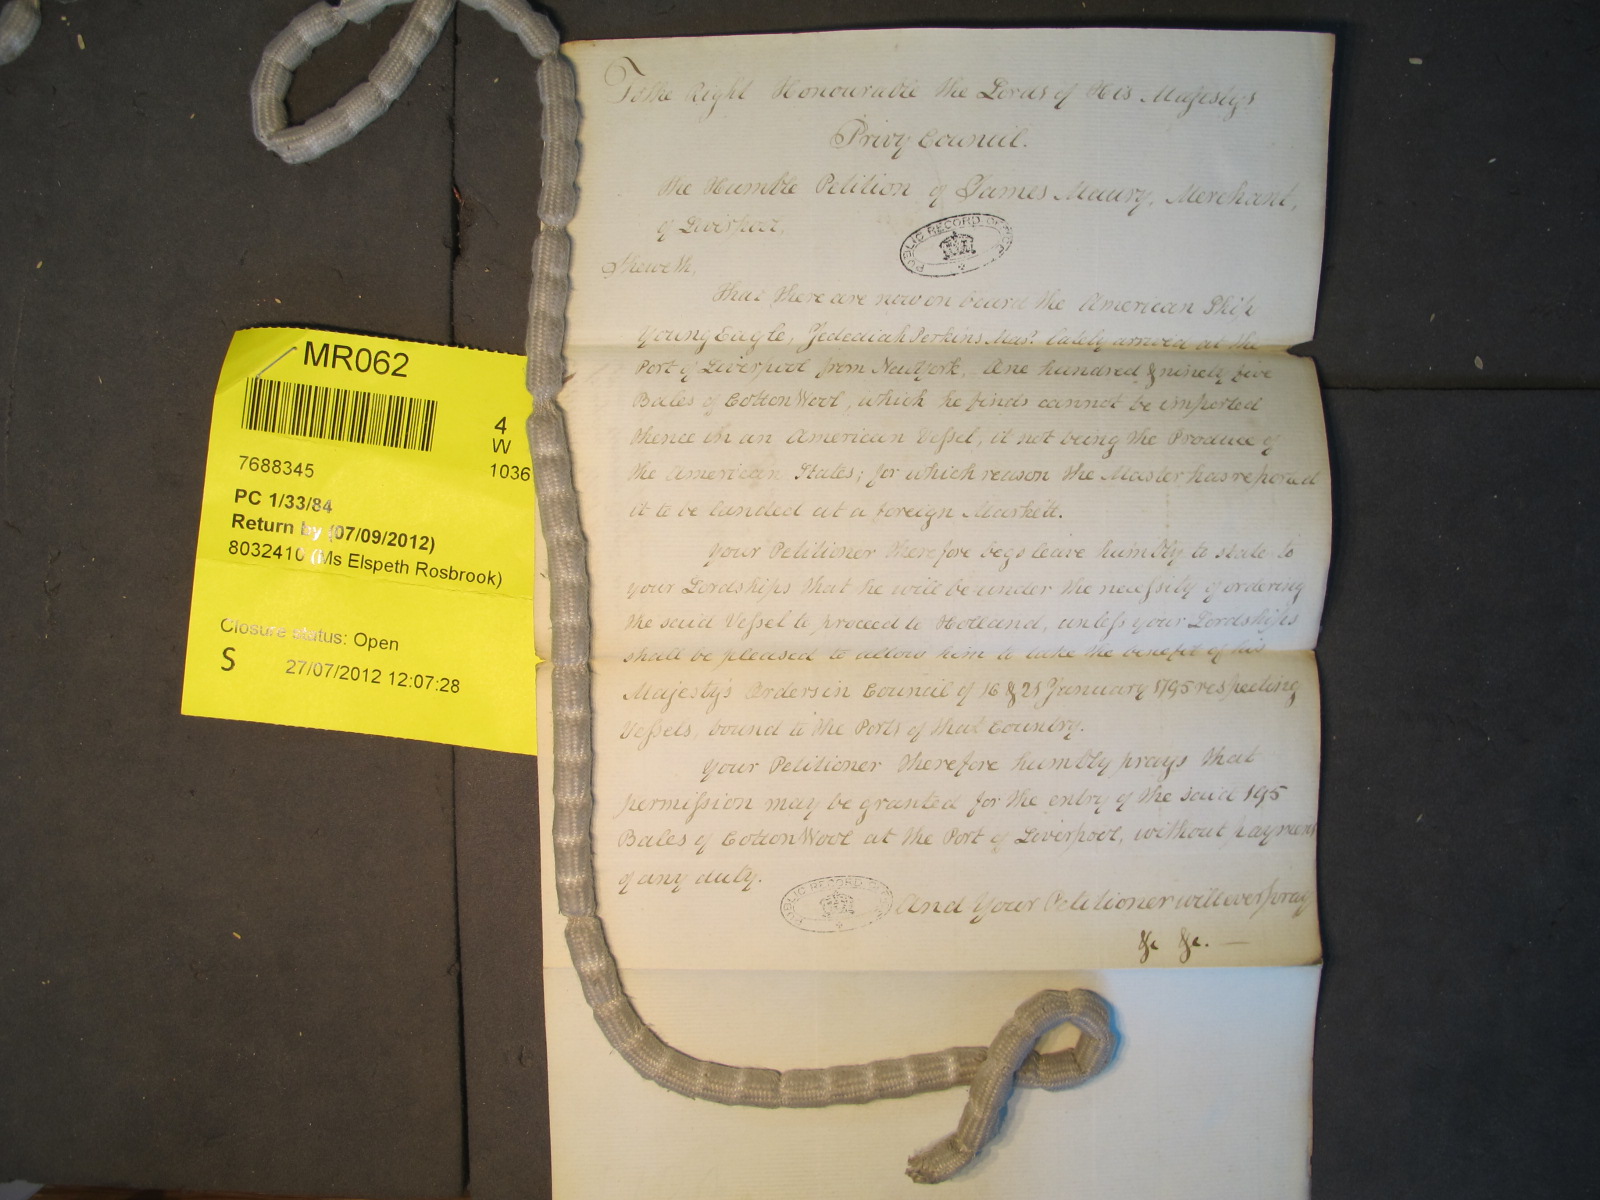 To the Right Honourable the Lords of His Majesty's
Privy Council.
The Humble Petition of James Maury, Merchant,
of Liverpool,
PUBLIC RECORD OFFICE
Sheweth,
That there are now on board the American Ship
Young Eagle, Jedediah Perkins Masr. lately arrived at the
Port of Liverpool from New York, One hundred & ninety five
Bales of Cotton Wool, which he finds cannot be imported
thence in an American Vessel, it not being the Produce of
the American States; for which reason the Master has reported
it to be landed at a foreign Markett.
Your Petitioner therefore begs leave humbly to state to
your Lordships that he will be under the necessity of ordering
the said Vessel to proceed to Holland, unless your Lordships
shall be pleased to allow him to take the benefit of his
Majesty's Orders in Council of 16 & 21 January 1795 respecting
Vessels, bound to the Ports of that Country.
Your Petitioner therefore humbly prays that
permission may be granted for the entry of the said 195
Bales of Cotton Wool at the Port of Liverpool, without payment
of any duty.
PUBLIC RECORD OFFICE
And Your Petitioner will ever pray
&c &c. —
MR062
4
W
1036
7688345
PC 1/33/84
Return by (07/09/2012)
8032410 (Ms Elspeth Rosbrook)
Closure status: Open
S 27/07/2012 12:07:28